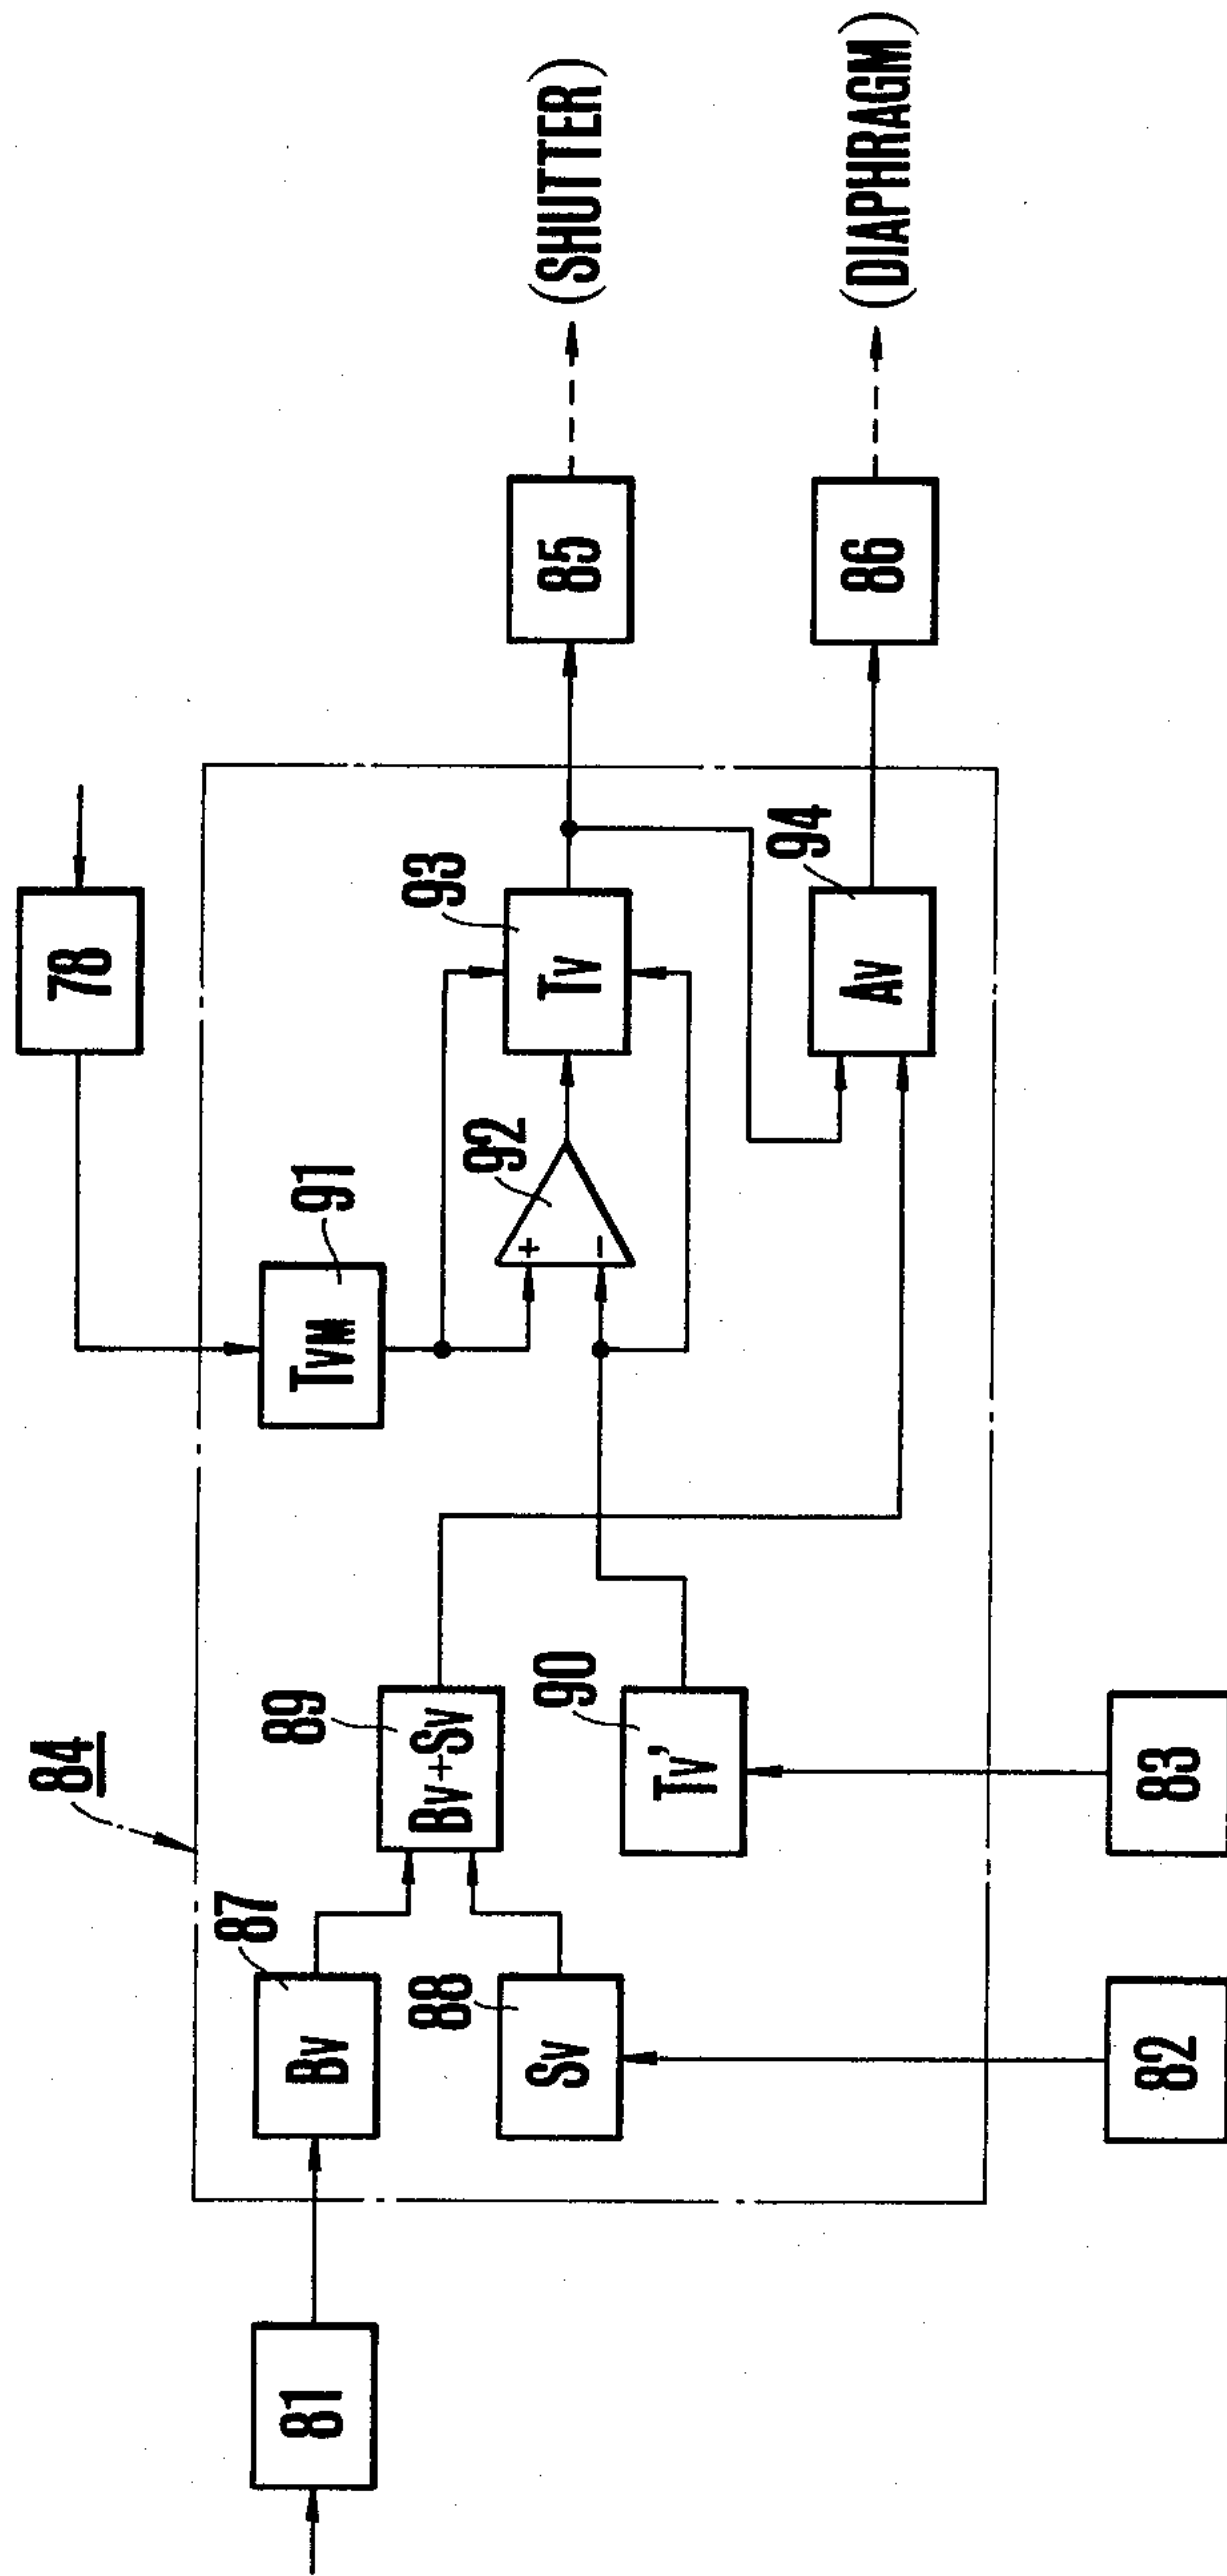 84
78
91
TVM
93
TV
92
+
−
89
BV+SV
90
TV'
87
BV
88
SV
94
AV
81
82
83
85
86
(SHUTTER)
(DIAPHRAGM)